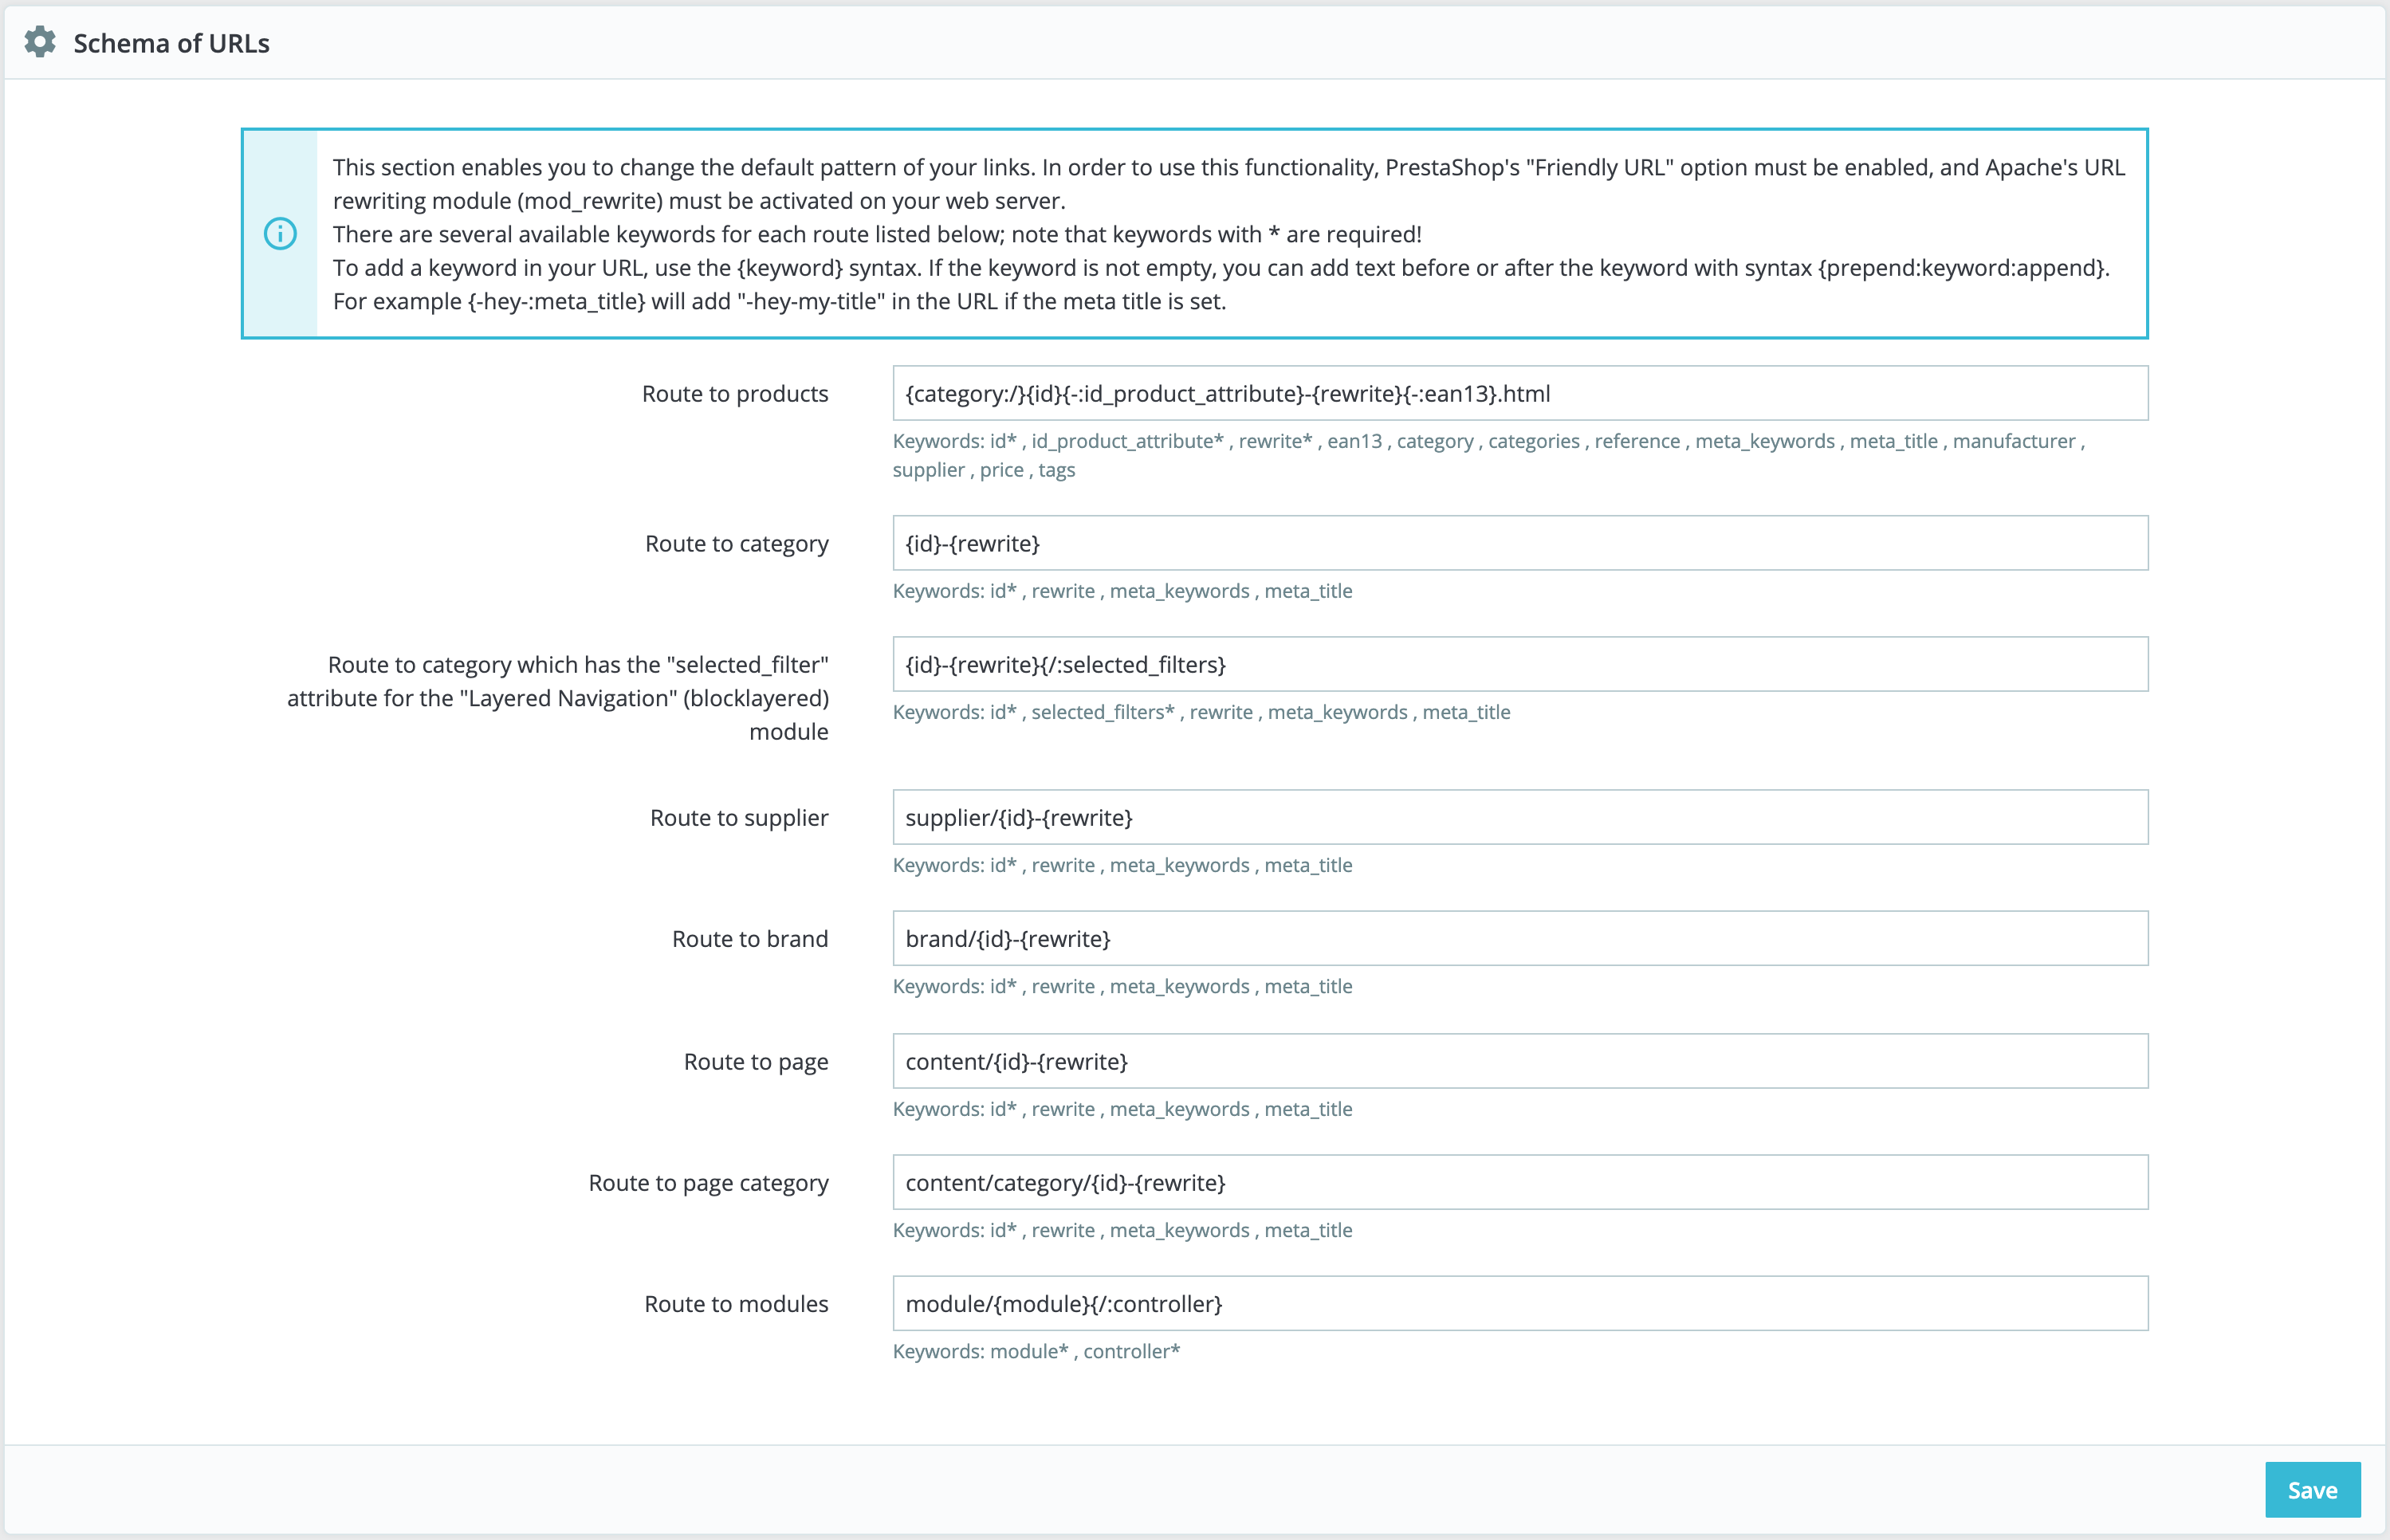 Schema of URLs
This section enables you to change the default pattern of your links. In order to use this functionality, PrestaShop's "Friendly URL" option must be enabled, and Apache's URL
rewriting module (mod_rewrite) must be activated on your web server.
There are several available keywords for each route listed below; note that keywords with * are required!
To add a keyword in your URL, use the {keyword} syntax. If the keyword is not empty, you can add text before or after the keyword with syntax {prepend:keyword:append}.
For example {-hey-:meta_title} will add "-hey-my-title" in the URL if the meta title is set.
Route to products
{category:/}{id}{-:id_product_attribute}-{rewrite}{-:ean13}.html
Keywords: id* , id_product_attribute* , rewrite* , ean13 , category , categories , reference , meta_keywords , meta_title , manufacturer ,
supplier , price , tags
Route to category
{id}-{rewrite}
Keywords: id* , rewrite , meta_keywords , meta_title
Route to category which has the "selected_filter"
attribute for the "Layered Navigation" (blocklayered)
module
{id}-{rewrite}{/:selected_filters}
Keywords: id* , selected_filters* , rewrite , meta_keywords , meta_title
Route to supplier
supplier/{id}-{rewrite}
Keywords: id* , rewrite , meta_keywords , meta_title
Route to brand
brand/{id}-{rewrite}
Keywords: id* , rewrite , meta_keywords , meta_title
Route to page
content/{id}-{rewrite}
Keywords: id* , rewrite , meta_keywords , meta_title
Route to page category
content/category/{id}-{rewrite}
Keywords: id* , rewrite , meta_keywords , meta_title
Route to modules
module/{module}{/:controller}
Keywords: module* , controller*
Save